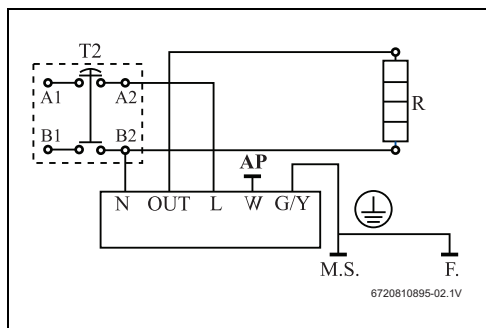 T2
A1 A2
R
B1 B2
AP
N OUT L W G/Y
M.S. F.
6720810895-02.1V